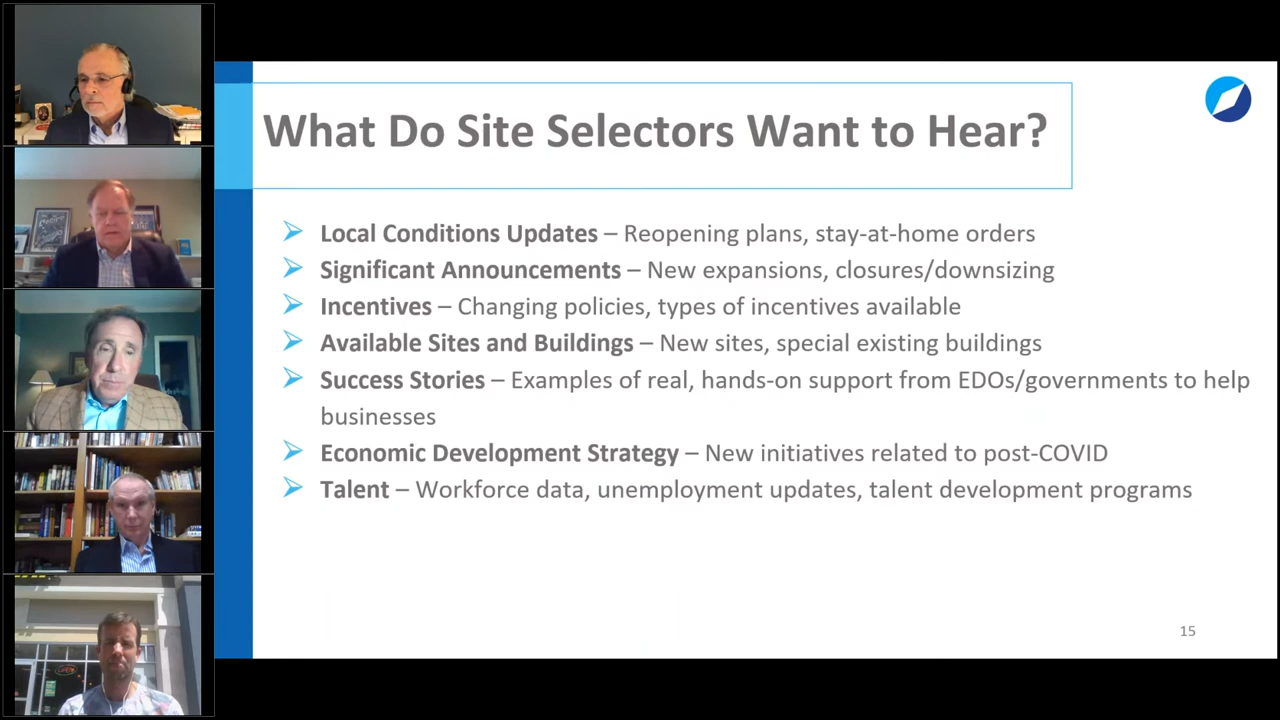 What Do Site Selectors Want to Hear?
Local Conditions Updates – Reopening plans, stay-at-home orders
Significant Announcements – New expansions, closures/downsizing
Incentives – Changing policies, types of incentives available
Available Sites and Buildings – New sites, special existing buildings
Success Stories – Examples of real, hands-on support from EDOs/governments to help
businesses
Economic Development Strategy – New initiatives related to post-COVID
Talent – Workforce data, unemployment updates, talent development programs
15